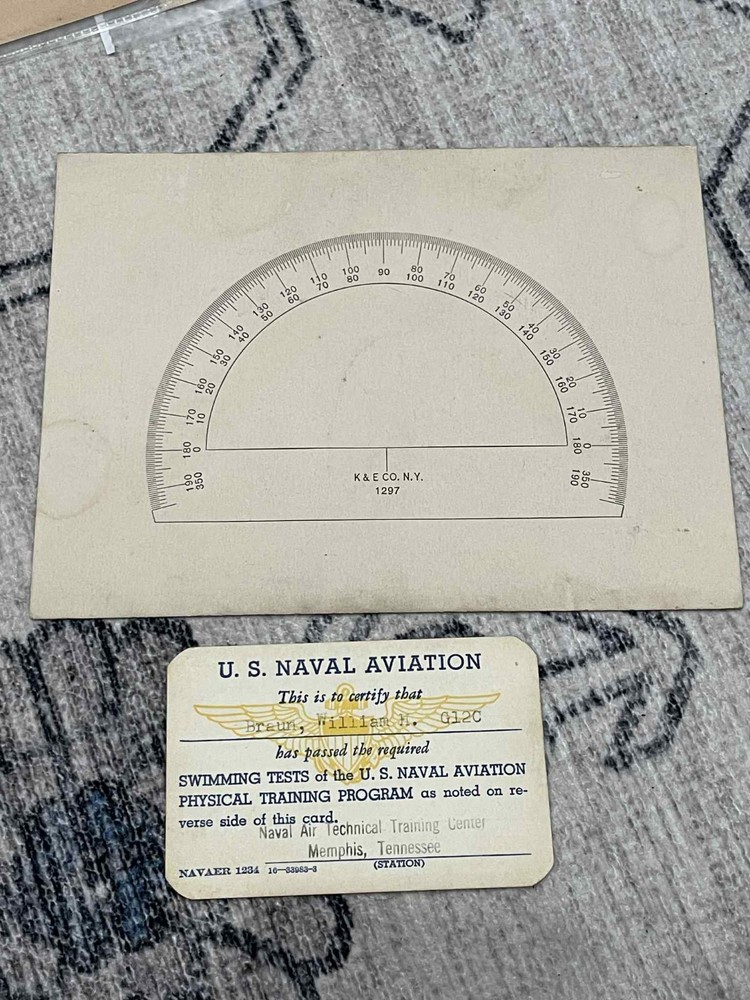 110 100 90 80 70
120 70 80 100 110 60
130 60 120 50
140 50 130 40
150 40 140 30
160 30 150 20
170 20 160 10
180 10 170 0
190 0 180 350
350 190
K & E CO. N.Y.
1297
U. S. NAVAL AVIATION
This is to certify that
Braun, William H. G12C
has passed the required
SWIMMING TESTS of the U. S. NAVAL AVIATION
PHYSICAL TRAINING PROGRAM as noted on re-
verse side of this card.
Naval Air Technical Training Center
Memphis, Tennessee
NAVAER 1234 16—33983-3 (STATION)